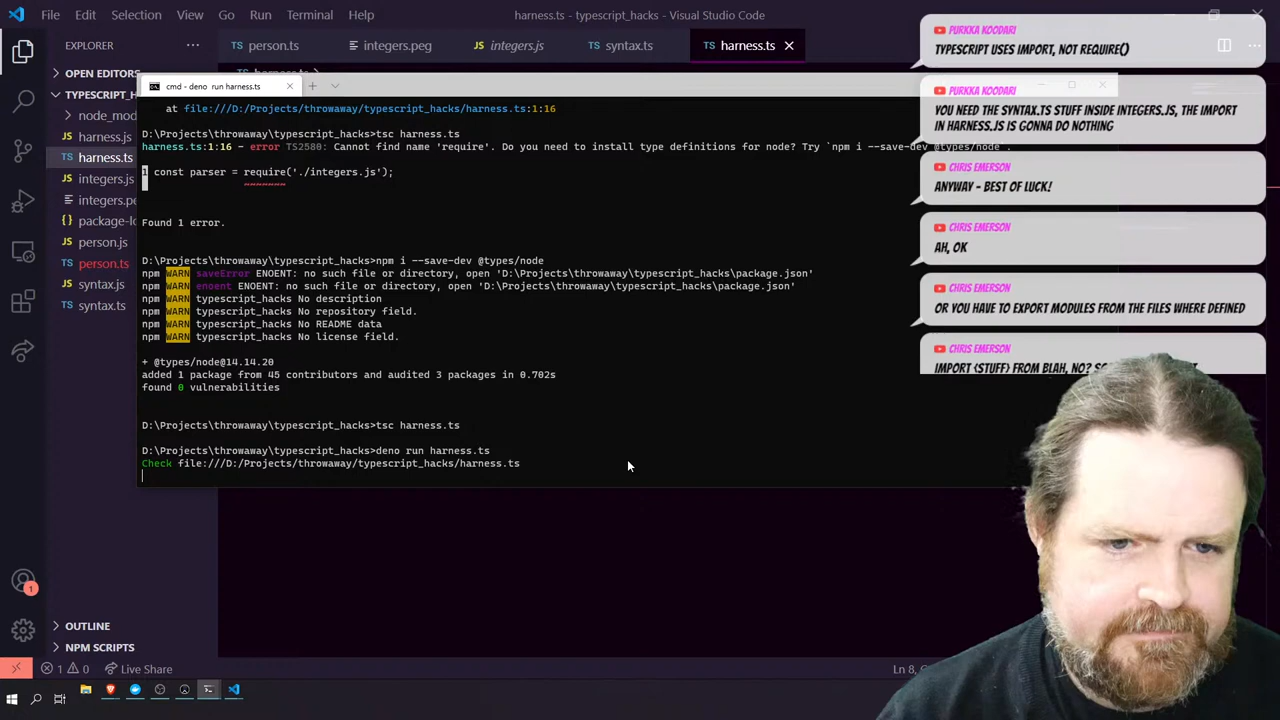 File Edit Selection View Go Run Terminal Help
harness.ts - typescript_hacks - Visual Studio Code
EXPLORER
person.ts
integers.peg
integers.js
syntax.ts
harness.ts
OPEN EDITORS
TYPESCRIPT_H
node_mod
harness.js
harness.ts
integers.js
integers.pe
package-lo
person.js
person.ts
syntax.js
syntax.ts
OUTLINE
NPM SCRIPTS
cmd - deno run harness.ts
at file:///D:/Projects/throwaway/typescript_hacks/harness.ts:1:16
D:\Projects\throwaway\typescript_hacks>tsc harness.ts
harness.ts:1:16 - error TS2580: Cannot find name 'require'. Do you need to install type definitions for node? Try `npm i --save-dev @types/node`.
1 const parser = require('./integers.js');
~~~~~~~
Found 1 error.
D:\Projects\throwaway\typescript_hacks>npm i --save-dev @types/node
npm WARN saveError ENOENT: no such file or directory, open 'D:\Projects\throwaway\typescript_hacks\package.json'
npm WARN enoent ENOENT: no such file or directory, open 'D:\Projects\throwaway\typescript_hacks\package.json'
npm WARN typescript_hacks No description
npm WARN typescript_hacks No repository field.
npm WARN typescript_hacks No README data
npm WARN typescript_hacks No license field.
+ @types/node@14.14.20
added 1 package from 45 contributors and audited 3 packages in 0.702s
found 0 vulnerabilities
D:\Projects\throwaway\typescript_hacks>tsc harness.ts
D:\Projects\throwaway\typescript_hacks>deno run harness.ts
Check file:///D:/Projects/throwaway/typescript_hacks/harness.ts
PURKKA KOODARI
TYPESCRIPT USES IMPORT, NOT REQUIRE()
PURKKA KOODARI
YOU NEED THE SYNTAX.TS STUFF INSIDE INTEGERS.JS, THE IMPORT
IN HARNESS.JS IS GONNA DO NOTHING
CHRIS EMERSON
ANYWAY - BEST OF LUCK!
CHRIS EMERSON
AH, OK
CHRIS EMERSON
OR YOU HAVE TO EXPORT MODULES FROM THE FILES WHERE DEFINED
CHRIS EMERSON
IMPORT {STUFF} FROM BLAH, NO?
1
1 0 Live Share
Ln 8,